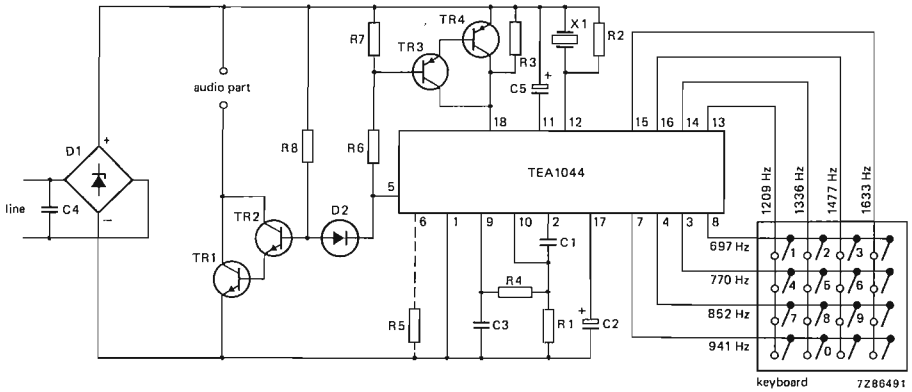 TR4
X1
R7
TR3
R3
R2
audio part
C5
+
+
18
11
12
15
16
14
13
R8
R6
TEA1044
D1
line
C4
–
5
1209 Hz
1336 Hz
1477 Hz
1633 Hz
TR2
D2
6
1
9
10
2
17
7
4
3
8
C1
TR1
697 Hz
1
2
3
770 Hz
4
5
6
852 Hz
7
8
9
941 Hz
0
R4
R5
C3
R1
+
C2
keyboard
7Z86491